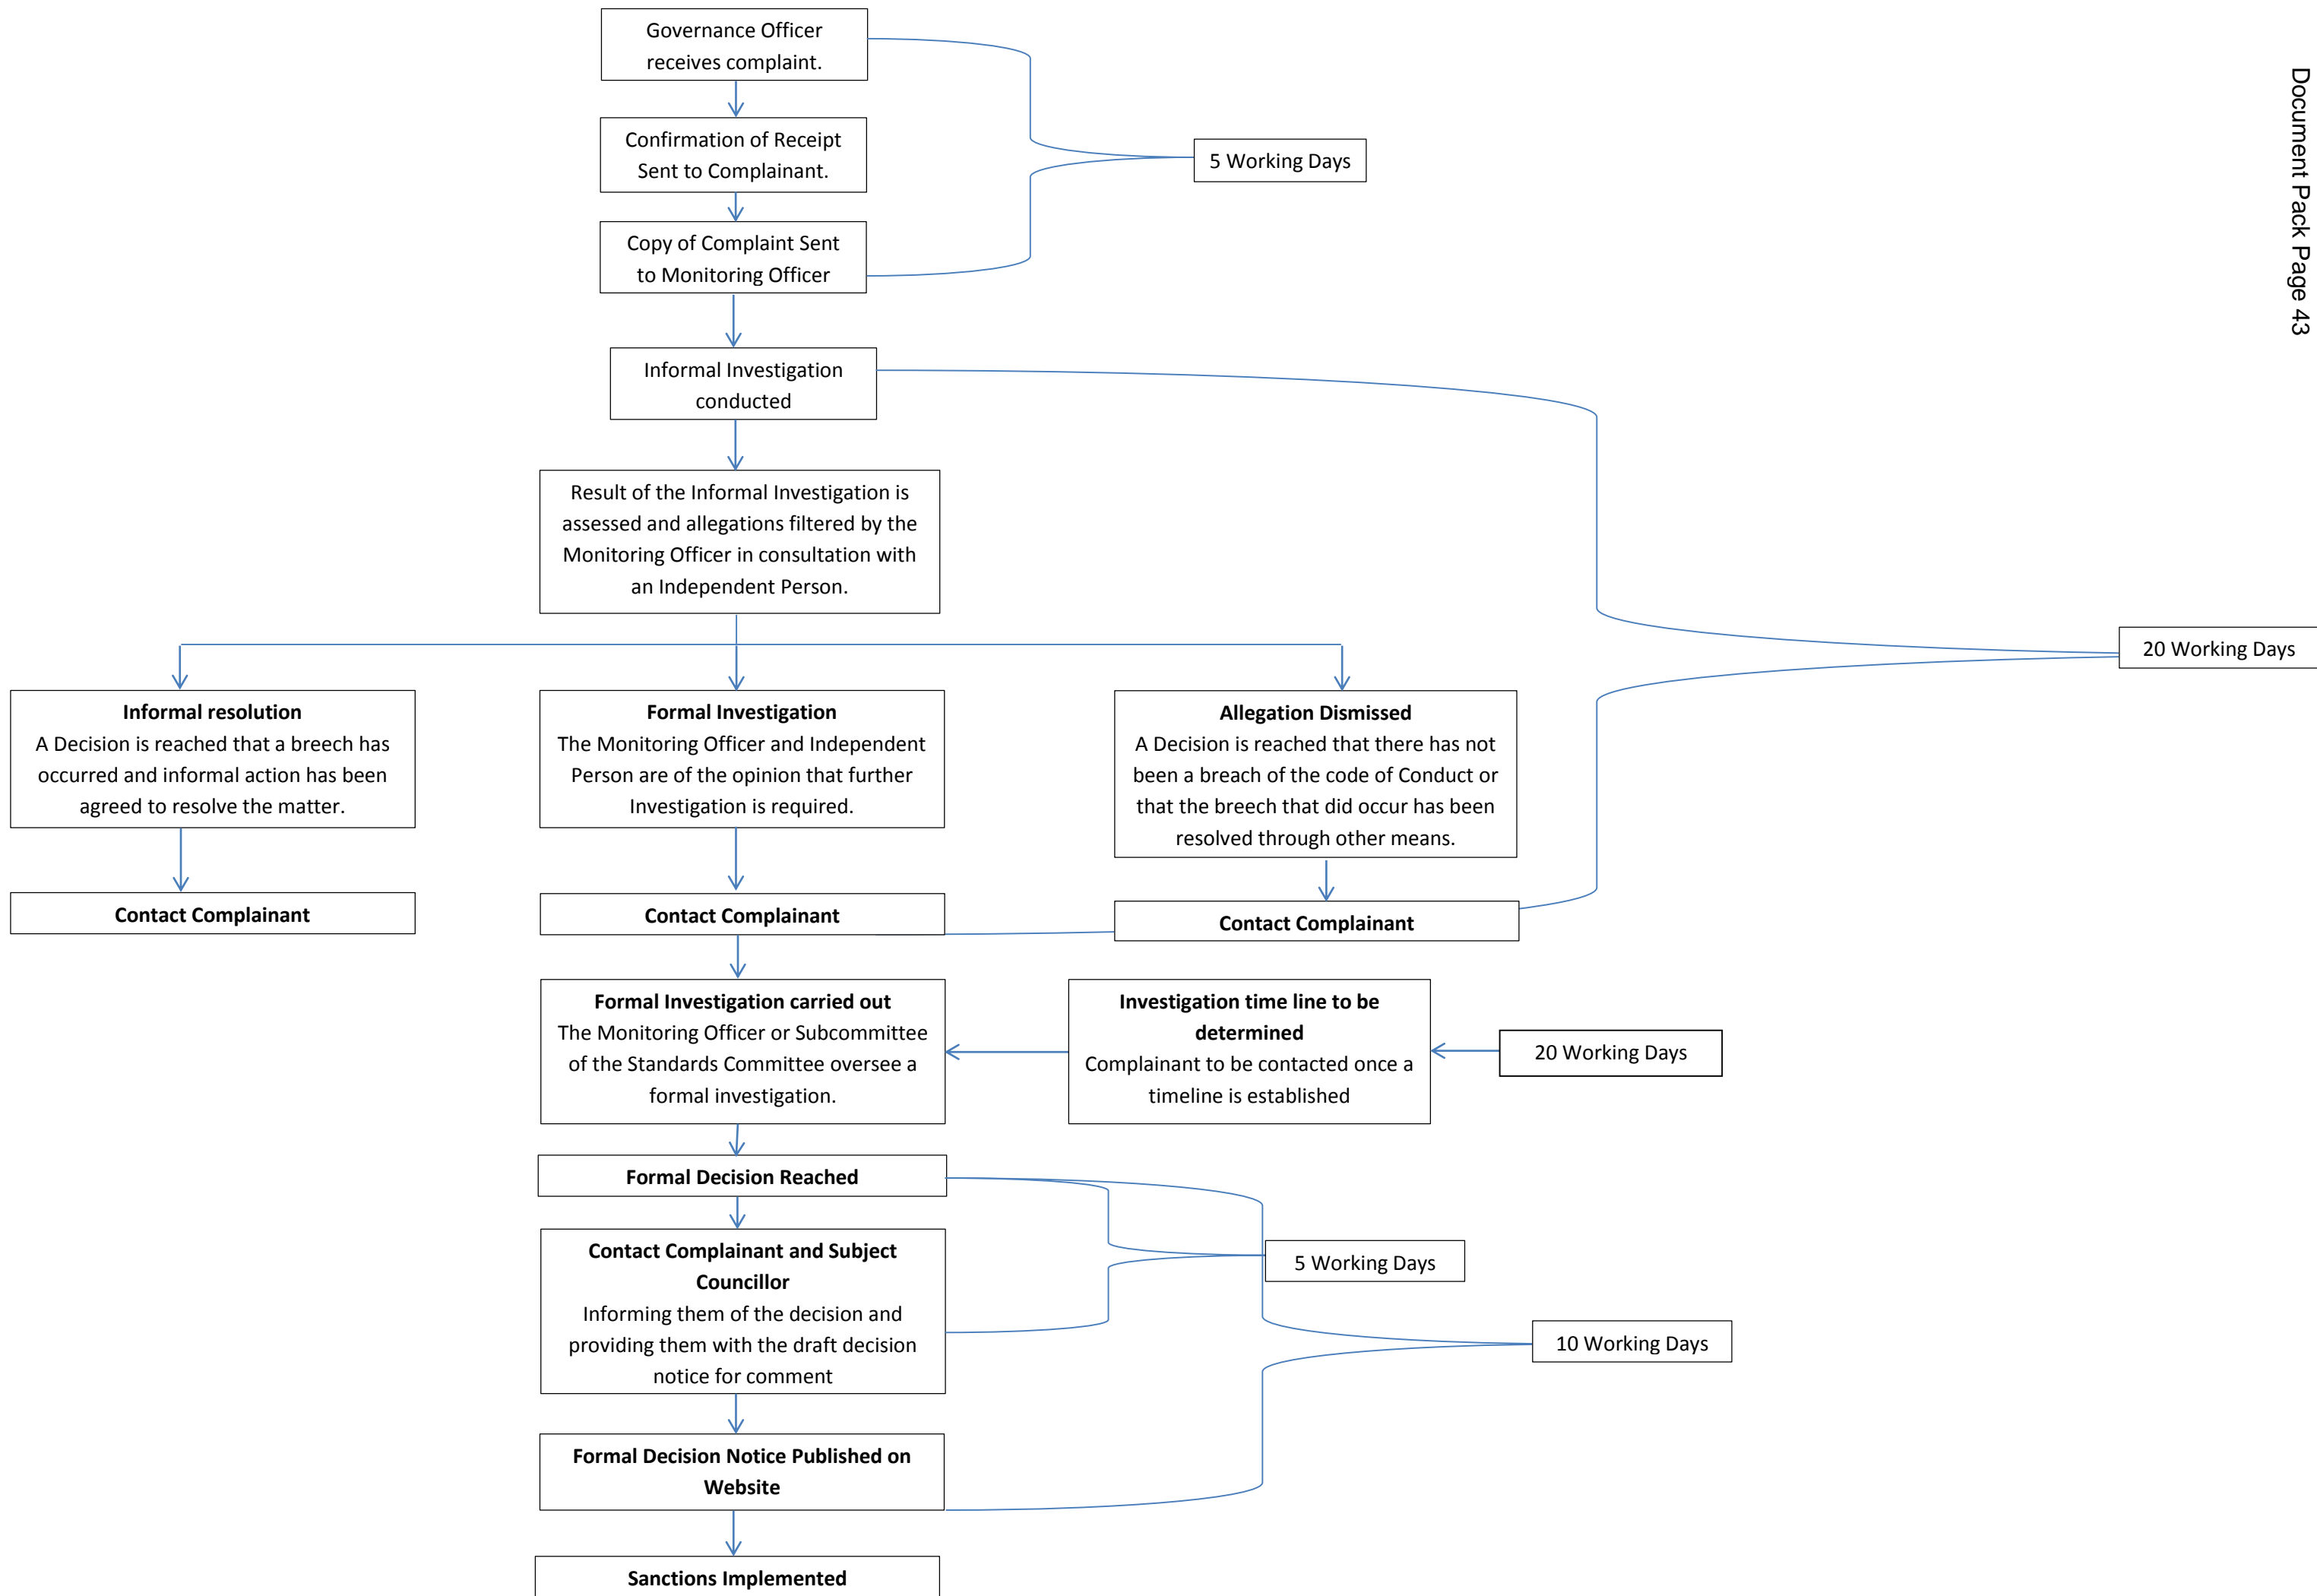 Document Pack Page 43
Governance Officer
receives complaint.
Confirmation of Receipt
Sent to Complainant.
5 Working Days
Copy of Complaint Sent
to Monitoring Officer
Informal Investigation
conducted
Result of the Informal Investigation is
assessed and allegations filtered by the
Monitoring Officer in consultation with
an Independent Person.
20 Working Days
Informal resolution
A Decision is reached that a breech has
occurred and informal action has been
agreed to resolve the matter.
Formal Investigation
The Monitoring Officer and Independent
Person are of the opinion that further
Investigation is required.
Allegation Dismissed
A Decision is reached that there has not
been a breach of the code of Conduct or
that the breech that did occur has been
resolved through other means.
Contact Complainant
Contact Complainant
Contact Complainant
Formal Investigation carried out
The Monitoring Officer or Subcommittee
of the Standards Committee oversee a
formal investigation.
Investigation time line to be
determined
Complainant to be contacted once a
timeline is established
20 Working Days
Formal Decision Reached
Contact Complainant and Subject
Councillor
Informing them of the decision and
providing them with the draft decision
notice for comment
5 Working Days
10 Working Days
Formal Decision Notice Published on
Website
Sanctions Implemented